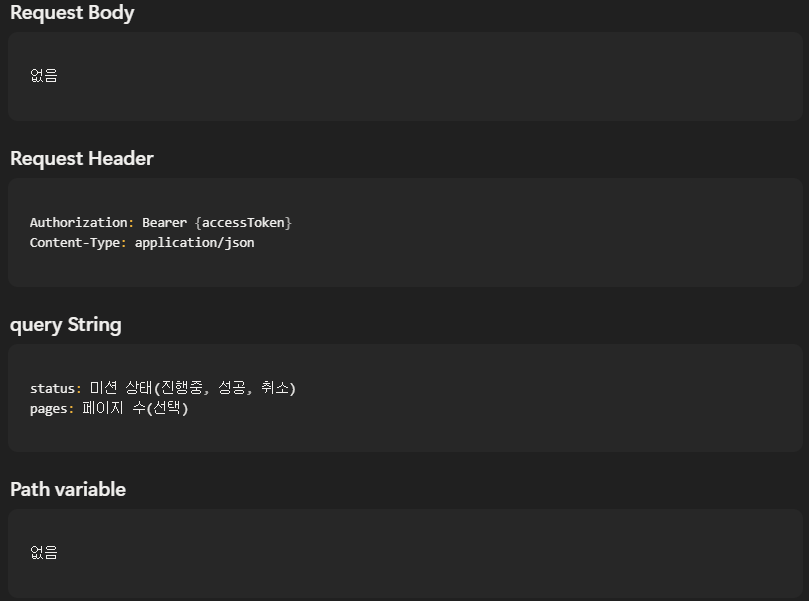 Request Body
없음
Request Header
Authorization: Bearer {accessToken}
Content-Type: application/json
query String
status: 미션 상태(진행중, 성공, 취소)
pages: 페이지 수(선택)
Path variable
없음